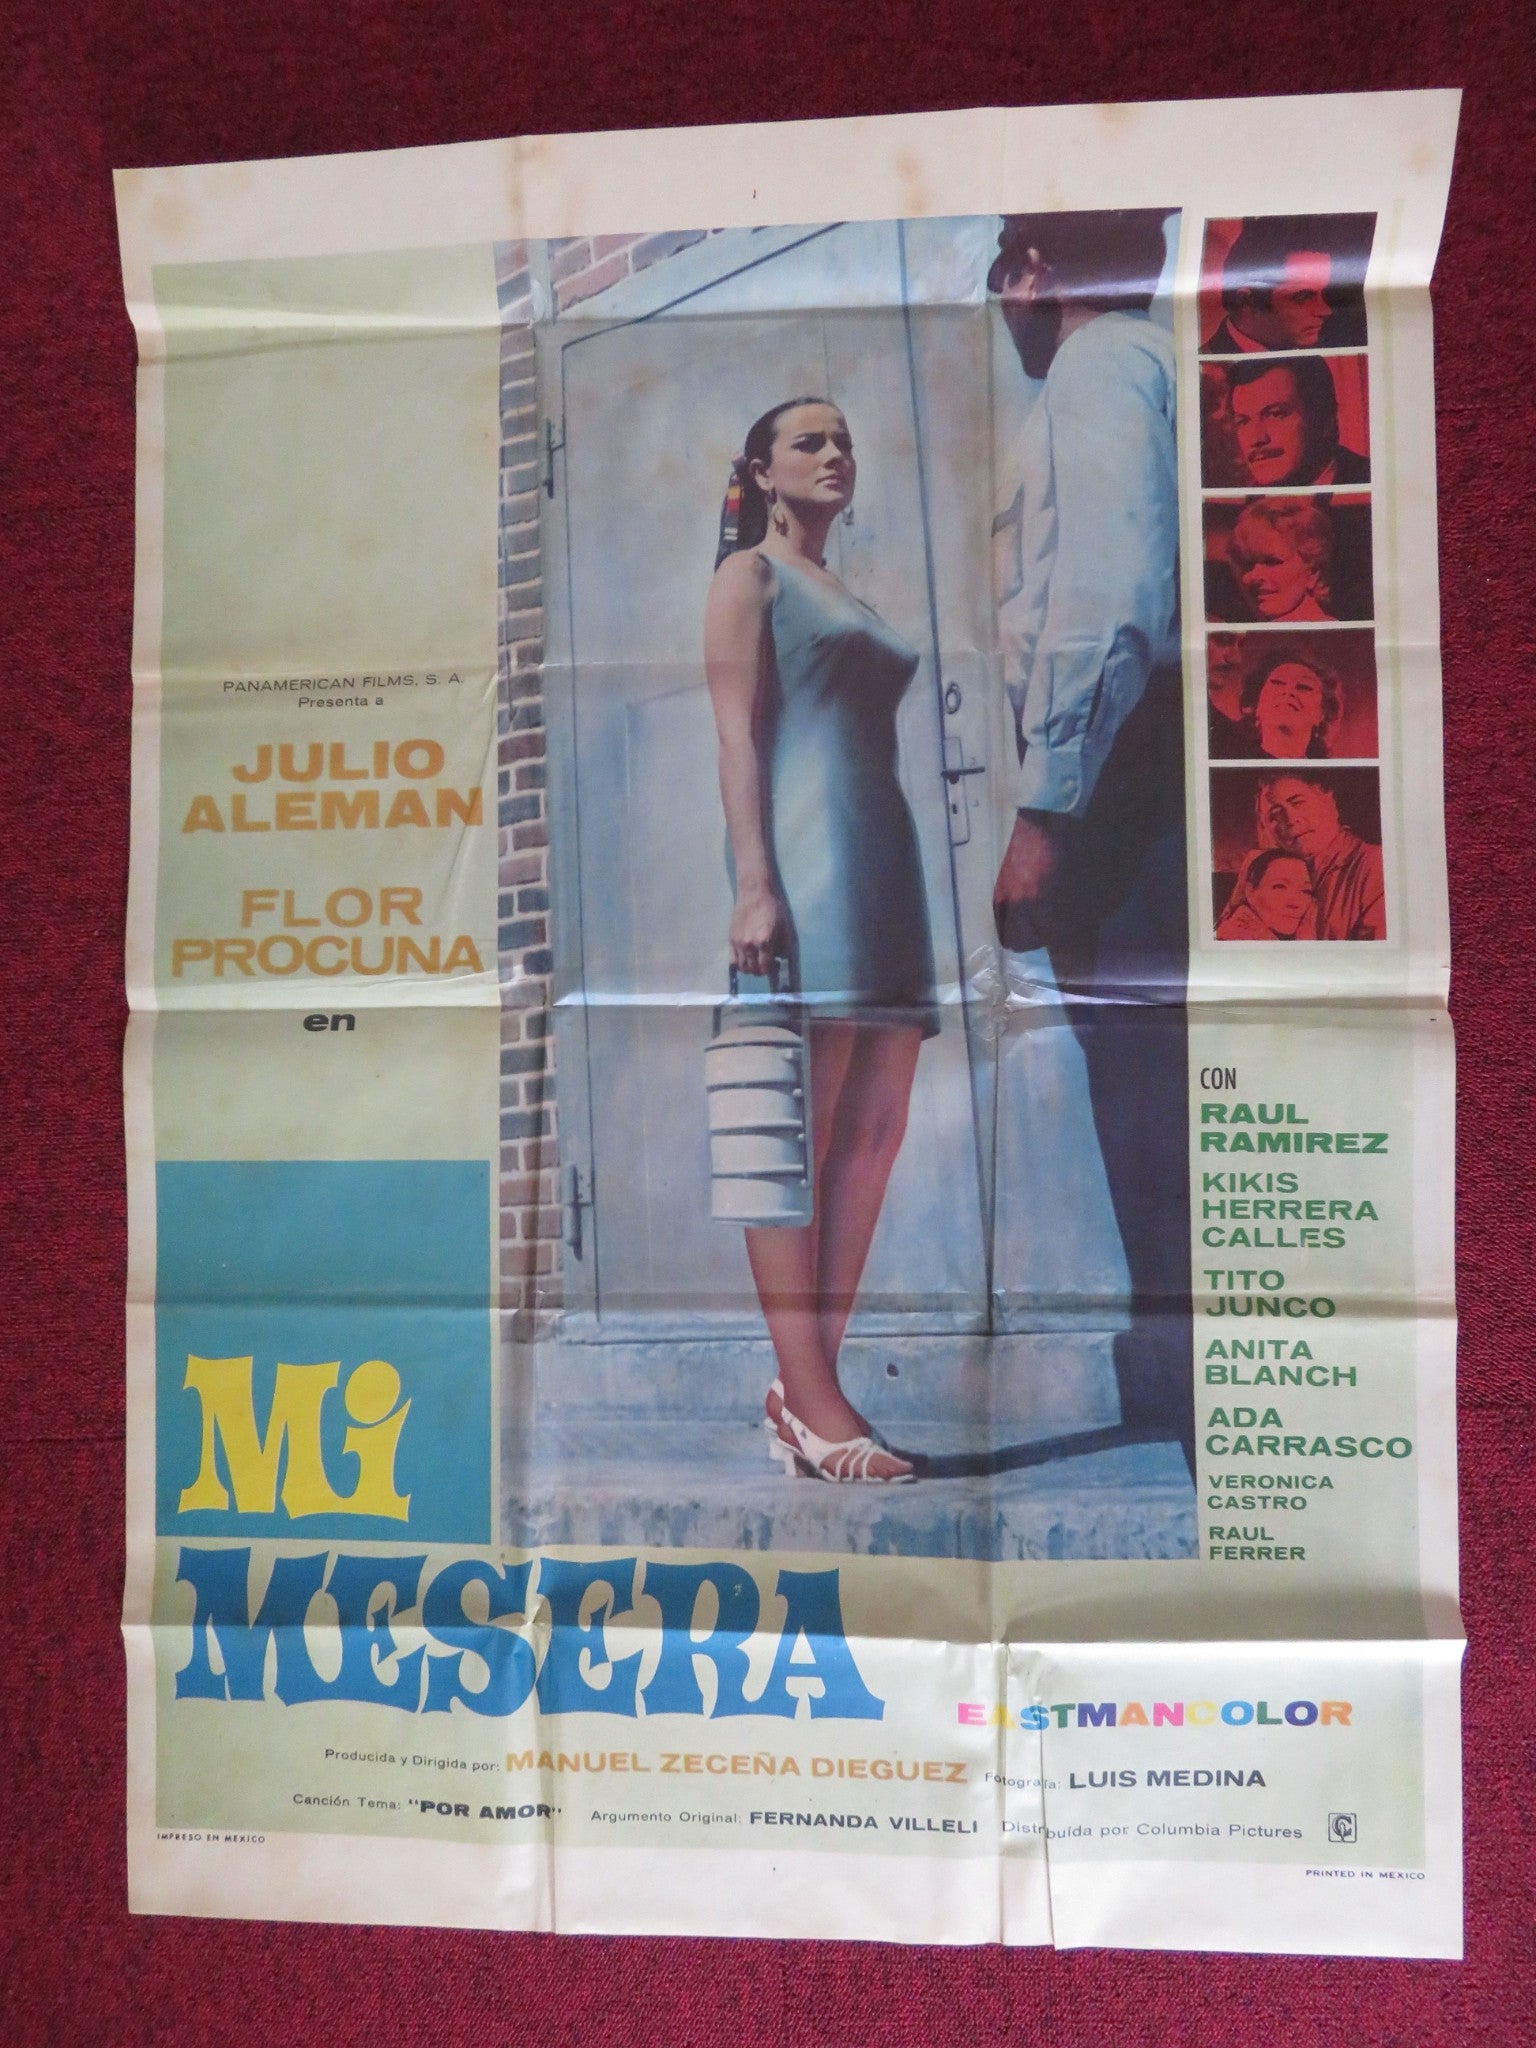 PANAMERICAN FILMS, S. A.
Presenta a
JULIO
ALEMAN
FLOR
PROCUNA
en
Mi
MESERA
CON
RAUL
RAMIREZ
KIKIS
HERRERA
CALLES
TITO
JUNCO
ANITA
BLANCH
ADA
CARRASCO
VERONICA
CASTRO
RAUL
FERRER
EASTMANCOLOR
Producida y Dirigida por: MANUEL ZECEÑA DIEGUEZ Fotografía: LUIS MEDINA
Canción Tema: "POR AMOR" Argumento Original: FERNANDA VILLELI Distribuída por Columbia Pictures
IMPRESO EN MEXICO
PRINTED IN MEXICO